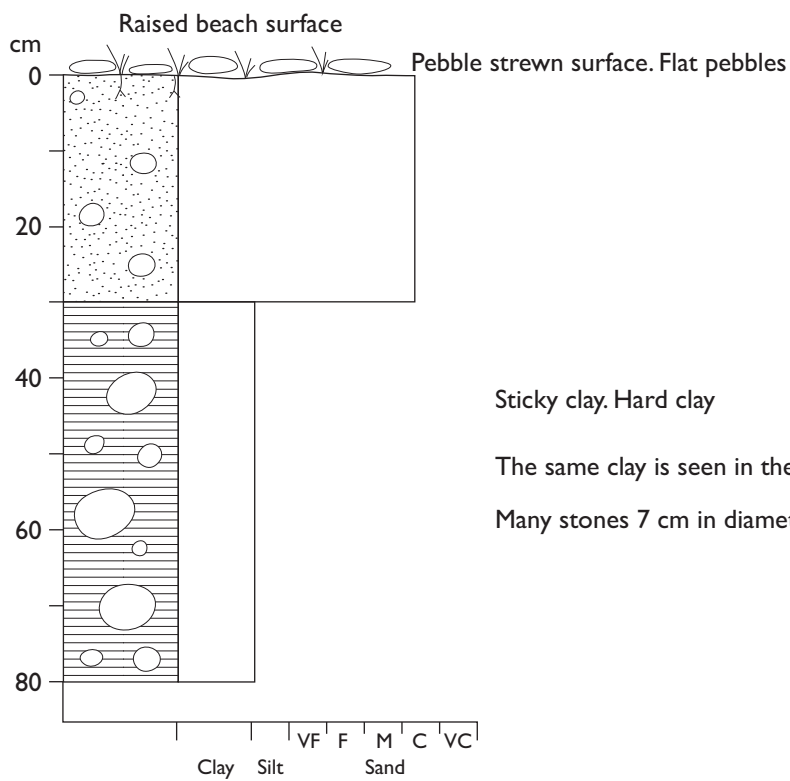 Raised beach surface
cm
Pebble strewn surface. Flat pebbles
0
20
40
Sticky clay. Hard clay
The same clay is seen in the
60
Many stones 7 cm in
80
VF F M C VC
Clay Silt Sand